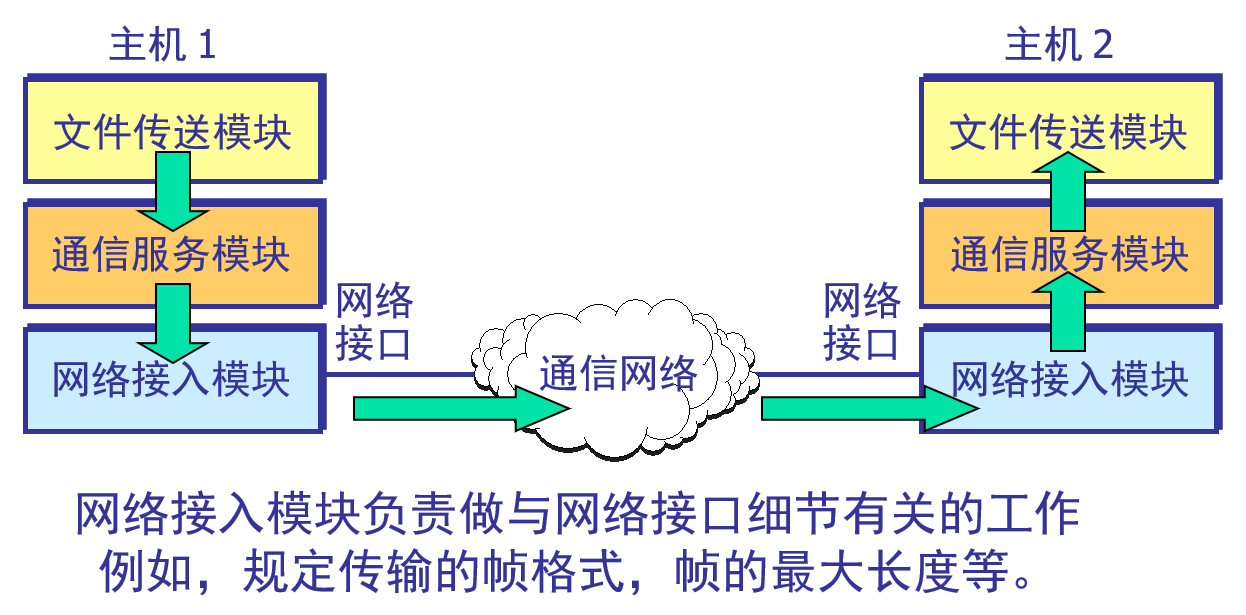 主机 1
主机 2
文件传送模块
文件传送模块
通信服务模块
通信服务模块
网络
接口
网络
接口
网络接入模块
通信网络
网络接入模块
网络接入模块负责做与网络接口细节有关的工作
例如，规定传输的帧格式，帧的最大长度等。